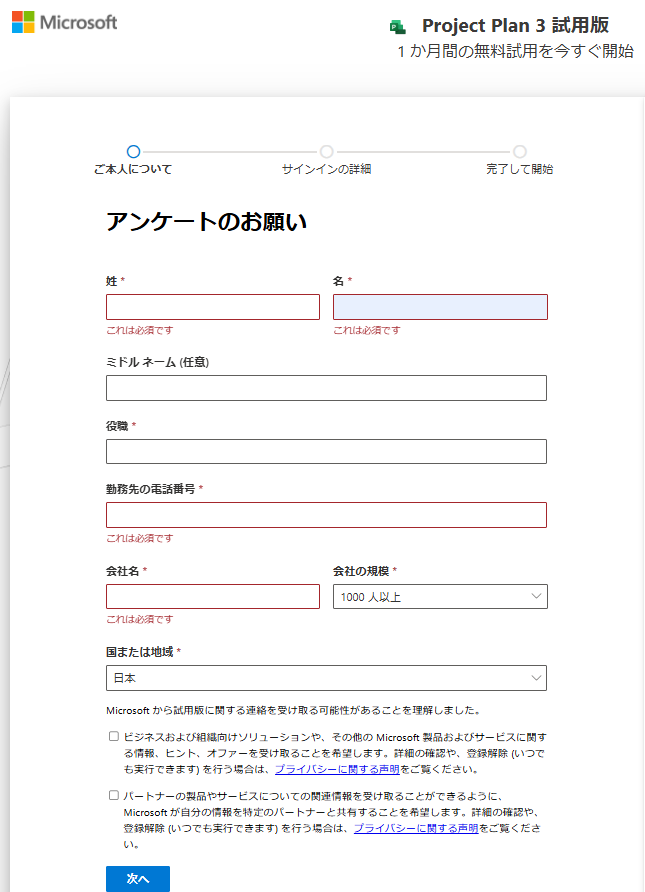 Microsoft
Project Plan 3 試用版
1 か月間の無料試用を今すぐ開始
ご本人について
サインインの詳細
完了して開始
アンケートのお願い
姓 *
名 *
これは必須です
これは必須です
ミドル ネーム (任意)
役職 *
勤務先の電話番号 *
これは必須です
会社名 *
会社の規模 *
1000 人以上
これは必須です
国または地域 *
日本
Microsoft から試用版に関する連絡を受け取る可能性があることを理解しました。
ビジネスおよび組織向けソリューションや、その他の Microsoft 製品およびサービスに関す
る情報、ヒント、オファーを受け取ることを希望します。詳細の確認や、登録解除 (いつで
も実行できます) を行う場合は、プライバシーに関する声明をご覧ください。
パートナーの製品やサービスについての関連情報を受け取ることができるように、
Microsoft が自分の情報を特定のパートナーと共有することを希望します。詳細の確認や、
登録解除 (いつでも実行できます) を行う場合は、プライバシーに関する声明をご覧くださ
い。
次へ